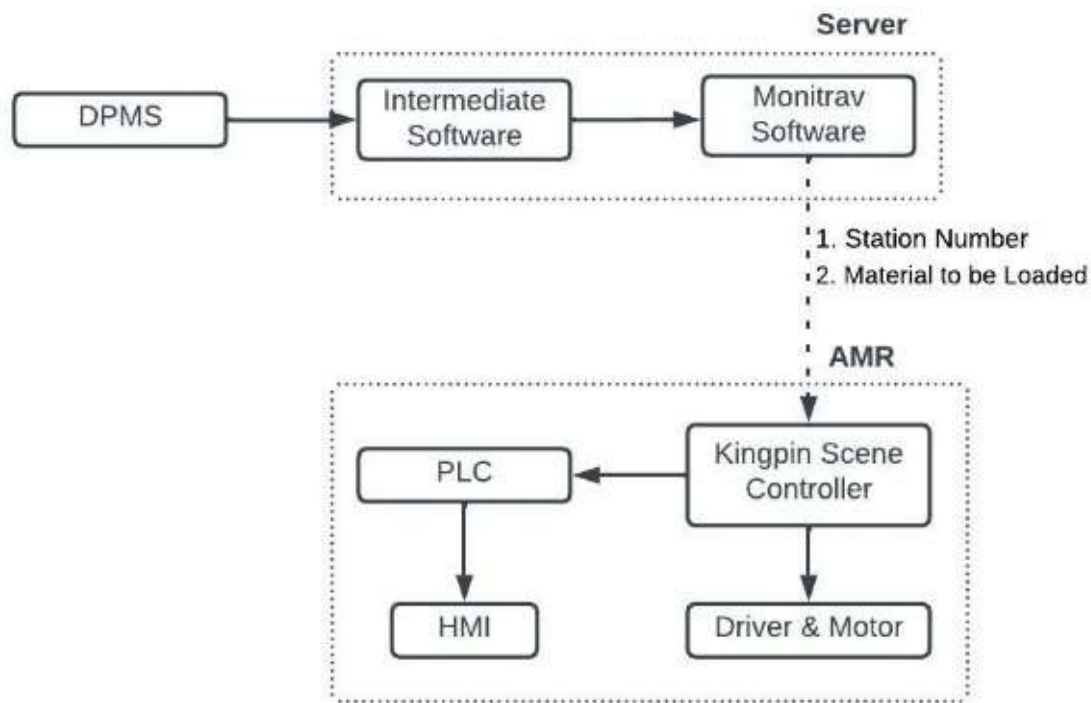 Server
DPMS
Intermediate
Software
Monitrav
Software
1. Station Number
2. Material to be Loaded
AMR
PLC
Kingpin Scene
Controller
HMI
Driver & Motor